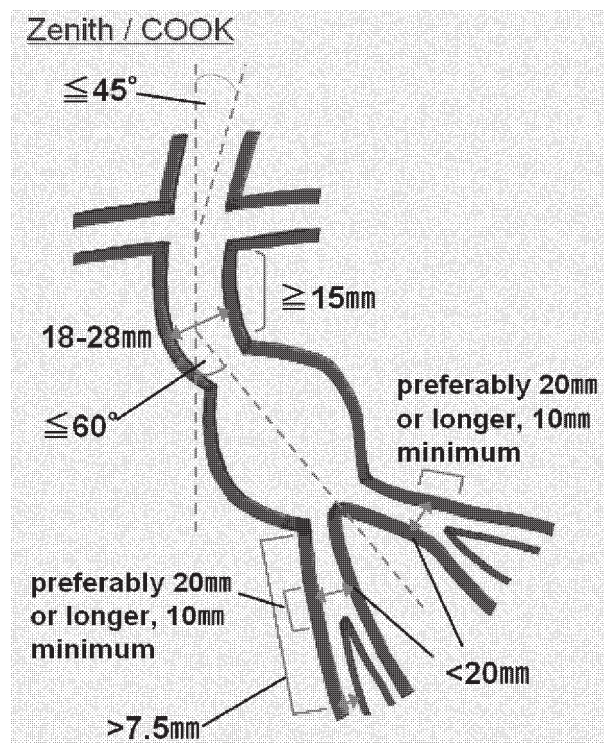 Zenith / COOK
≦45°
≧15mm
18-28mm
≦60°
preferably 20mm
or longer, 10mm
minimum
preferably 20mm
or longer, 10mm
minimum
<20mm
>7.5mm